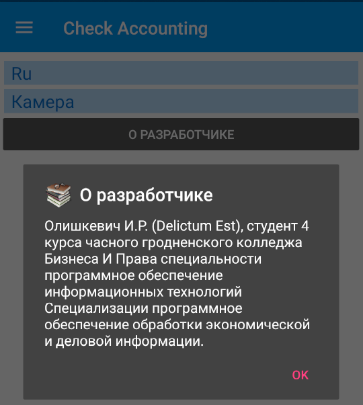 Check Accounting
Ru
Камера
О РАЗРАБОТЧИКЕ
О разработчике
Олишкевич И.Р. (Delictum Est), студент 4
курса часного гродненского колледжа
Бизнеса И Права специальности
программное обеспечение
информационных технологий
Специализации программное
обеспечение обработки экономической
и деловой информации.
OK